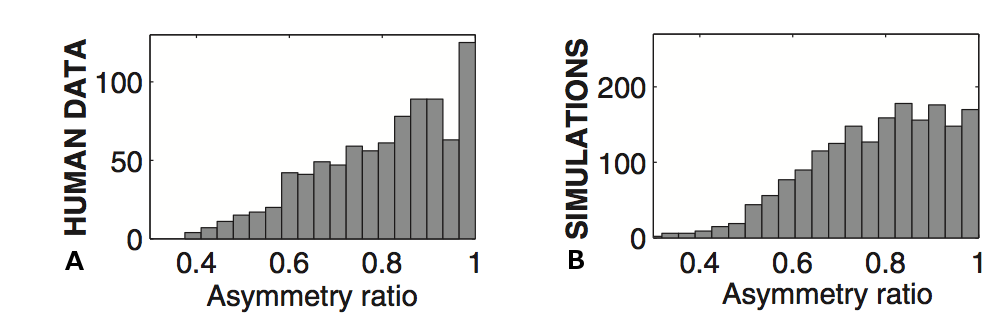 HUMAN DATA
100
50
0
A
0.4 0.6 0.8 1
Asymmetry ratio
SIMULATIONS
200
100
0
B
0.4 0.6 0.8 1
Asymmetry ratio